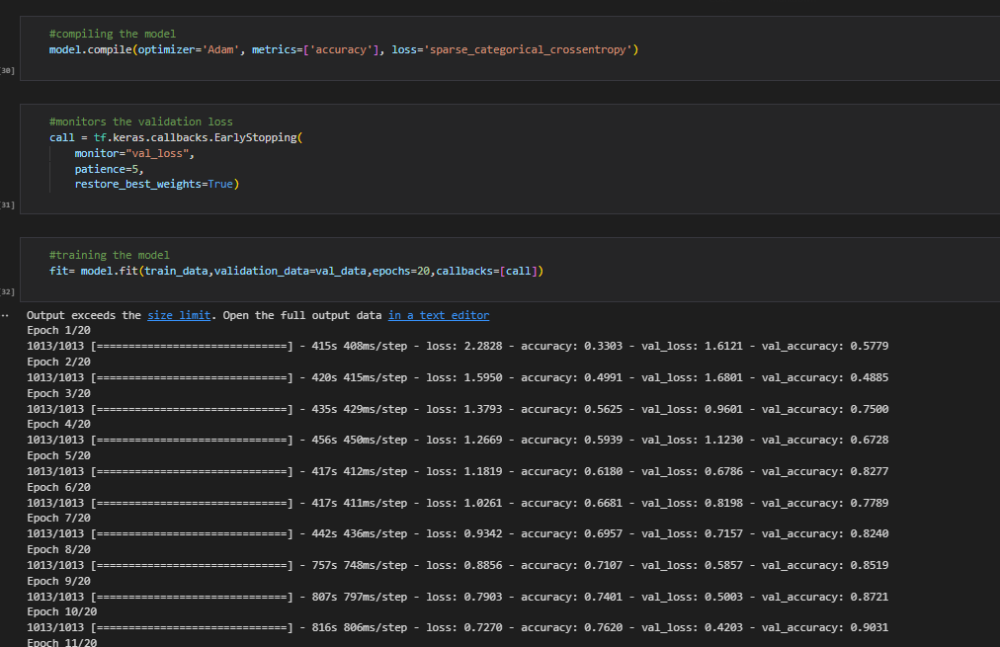 #compiling the model
model.compile(optimizer='Adam', metrics=['accuracy'], loss='sparse_categorical_crossentropy')
[30]
#monitors the validation loss
call = tf.keras.callbacks.EarlyStopping(
monitor="val_loss",
patience=5,
restore_best_weights=True)
[31]
#training the model
fit= model.fit(train_data,validation_data=val_data,epochs=20,callbacks=[call])
[32]
Output exceeds the size limit. Open the full output data in a text editor
Epoch 1/20
1013/1013 [==============================] - 415s 408ms/step - loss: 2.2828 - accuracy: 0.3303 - val_loss: 1.6121 - val_accuracy: 0.5779
Epoch 2/20
1013/1013 [==============================] - 420s 415ms/step - loss: 1.5950 - accuracy: 0.4991 - val_loss: 1.6801 - val_accuracy: 0.4885
Epoch 3/20
1013/1013 [==============================] - 435s 429ms/step - loss: 1.3793 - accuracy: 0.5625 - val_loss: 0.9601 - val_accuracy: 0.7500
Epoch 4/20
1013/1013 [==============================] - 456s 450ms/step - loss: 1.2669 - accuracy: 0.5939 - val_loss: 1.1230 - val_accuracy: 0.6728
Epoch 5/20
1013/1013 [==============================] - 417s 412ms/step - loss: 1.1819 - accuracy: 0.6180 - val_loss: 0.6786 - val_accuracy: 0.8277
Epoch 6/20
1013/1013 [==============================] - 417s 411ms/step - loss: 1.0261 - accuracy: 0.6681 - val_loss: 0.8198 - val_accuracy: 0.7789
Epoch 7/20
1013/1013 [==============================] - 442s 436ms/step - loss: 0.9342 - accuracy: 0.6957 - val_loss: 0.7157 - val_accuracy: 0.8240
Epoch 8/20
1013/1013 [==============================] - 757s 748ms/step - loss: 0.8856 - accuracy: 0.7107 - val_loss: 0.5857 - val_accuracy: 0.8519
Epoch 9/20
1013/1013 [==============================] - 807s 797ms/step - loss: 0.7903 - accuracy: 0.7401 - val_loss: 0.5003 - val_accuracy: 0.8721
Epoch 10/20
1013/1013 [==============================] - 816s 806ms/step - loss: 0.7270 - accuracy: 0.7620 - val_loss: 0.4203 - val_accuracy: 0.9031
Epoch 11/20